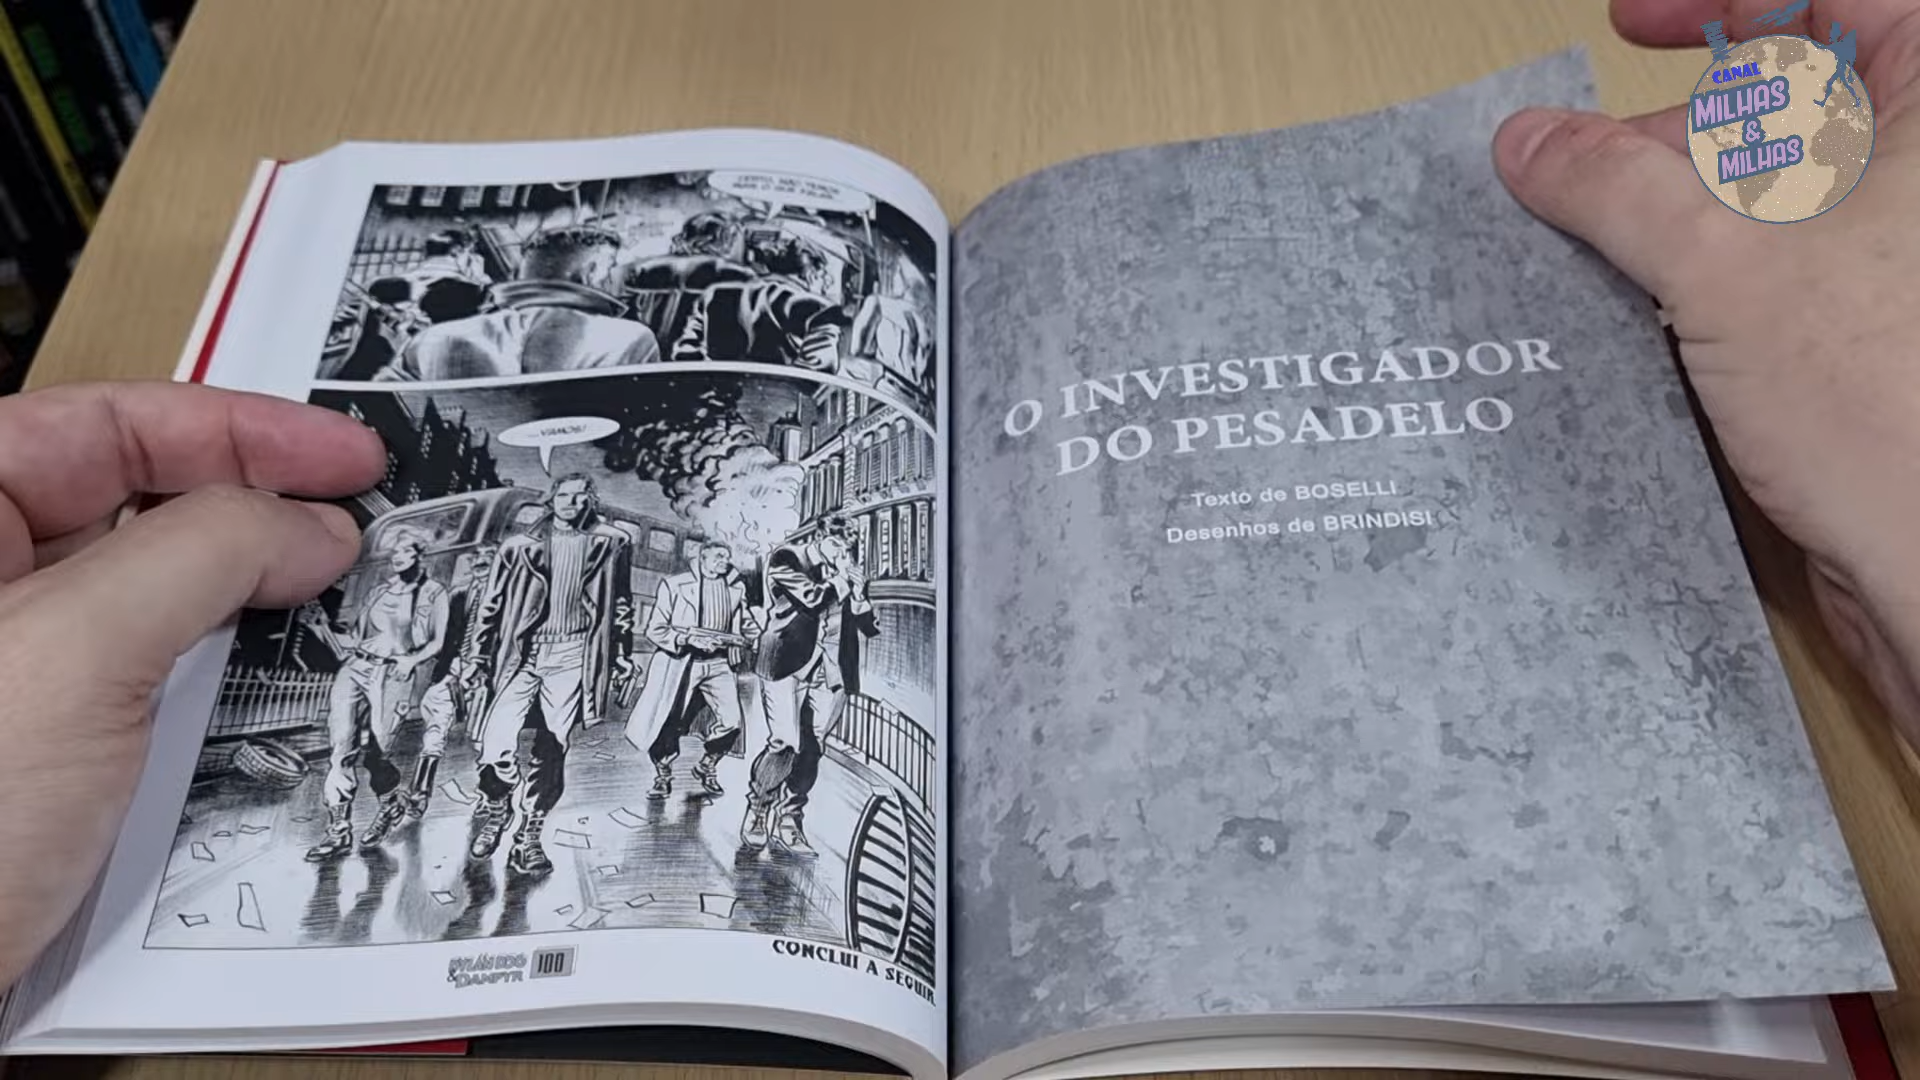 ...VAMOS!
DYLAN DOG
& DAMPYR
100
CONCLUI A SEGUIR
O INVESTIGADOR
DO PESADELO
Texto de BOSELLI
Desenhos de BRINDISI
CANAL
MILHAS
&
MILHAS